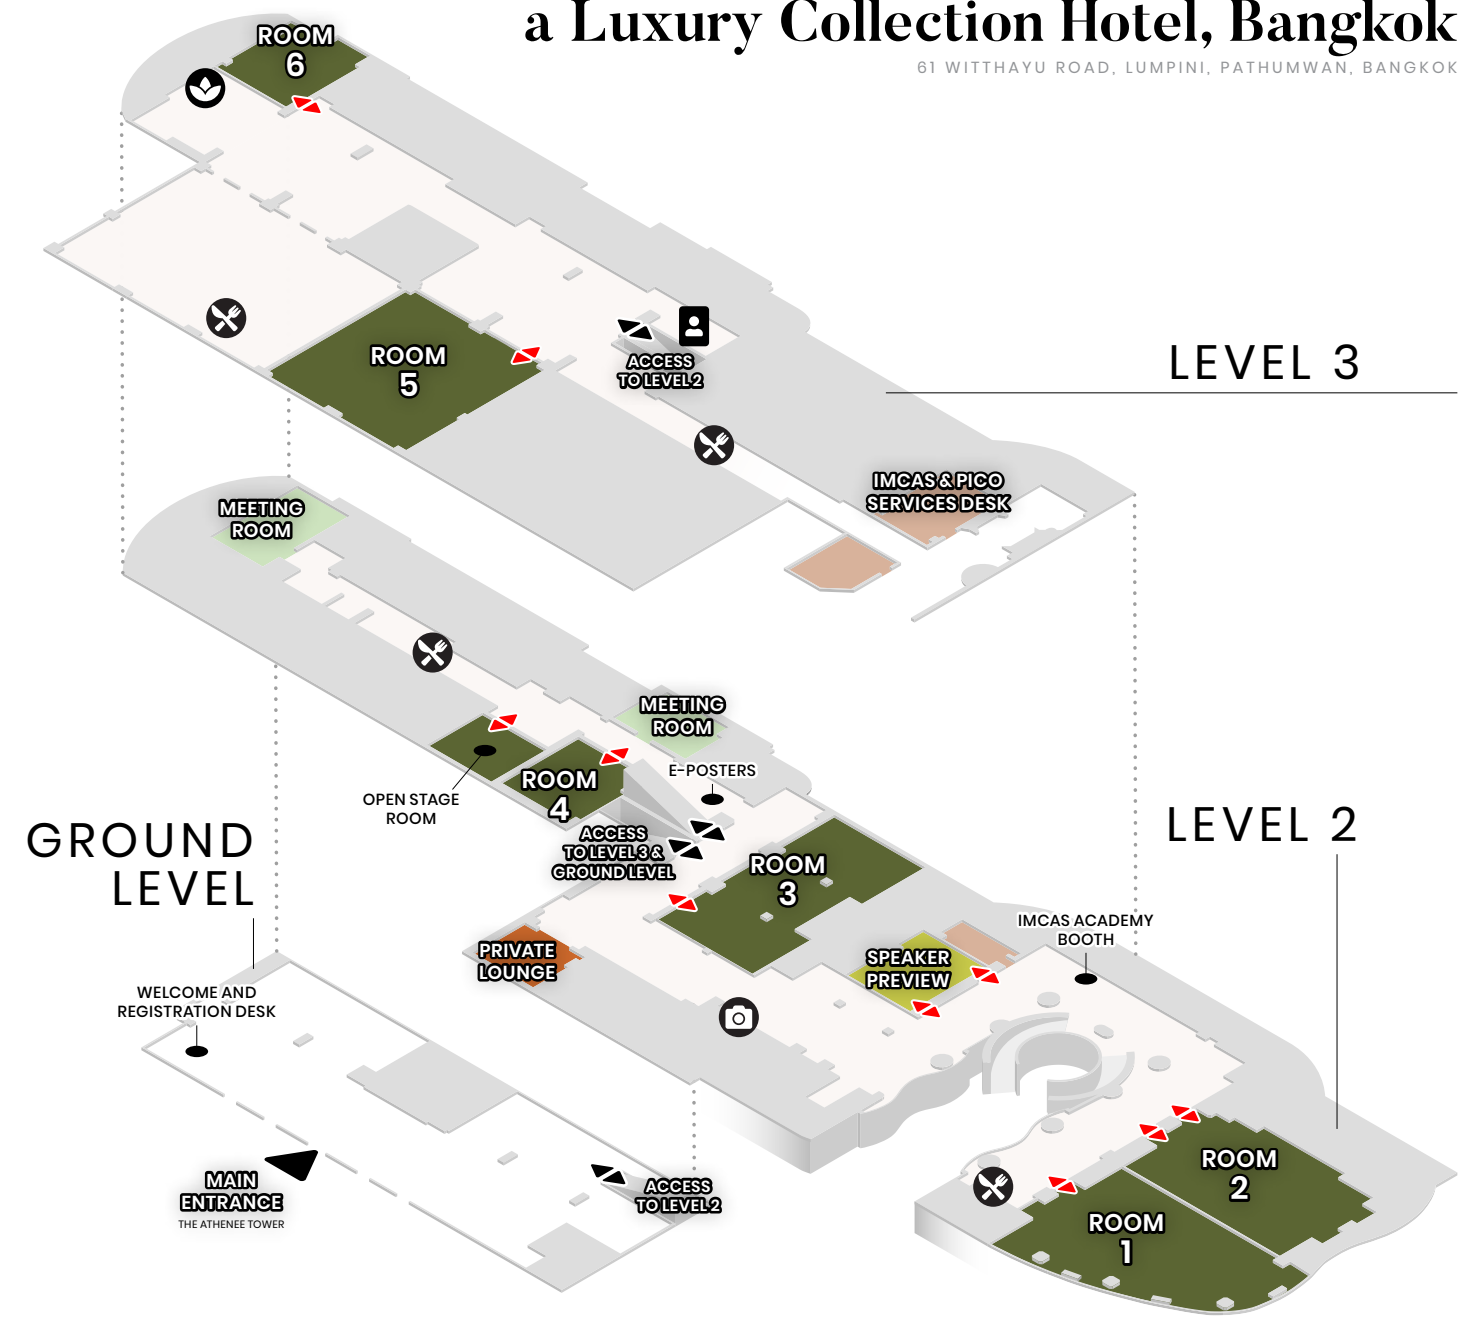 a Luxury Collection Hotel, Bangkok
61 WITTHAYU ROAD, LUMPINI, PATHUMWAN, BANGKOK
ROOM
6
ROOM
5
ACCESS
TO LEVEL 2
LEVEL 3
IMCAS & PICO
SERVICES DESK
MEETING
ROOM
MEETING
ROOM
E-POSTERS
OPEN STAGE
ROOM
ROOM
4
ACCESS
TO LEVEL 3 &
GROUND LEVEL
LEVEL 2
GROUND
LEVEL
ROOM
3
IMCAS ACADEMY
BOOTH
PRIVATE
LOUNGE
SPEAKER
PREVIEW
WELCOME AND
REGISTRATION DESK
MAIN
ENTRANCE
THE ATHENEE TOWER
ACCESS
TO LEVEL 2
ROOM
2
ROOM
1